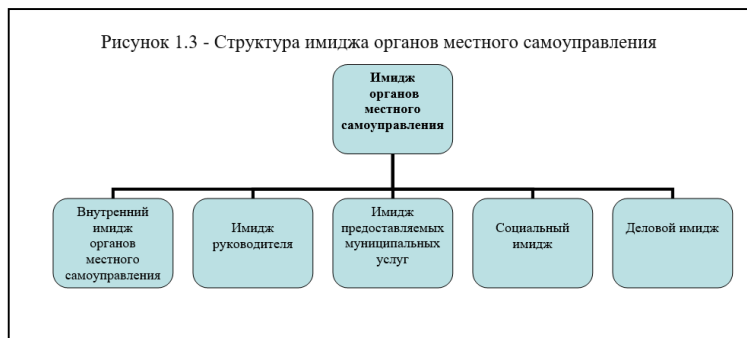 Рисунок 1.3 - Структура имиджа органов местного самоуправления
Имидж
органов
местного
самоуправления
Внутренний
имидж
органов
местного
самоуправления
Имидж
руководителя
Имидж
предоставляемых
муниципальных
услуг
Социальный
имидж
Деловой имидж